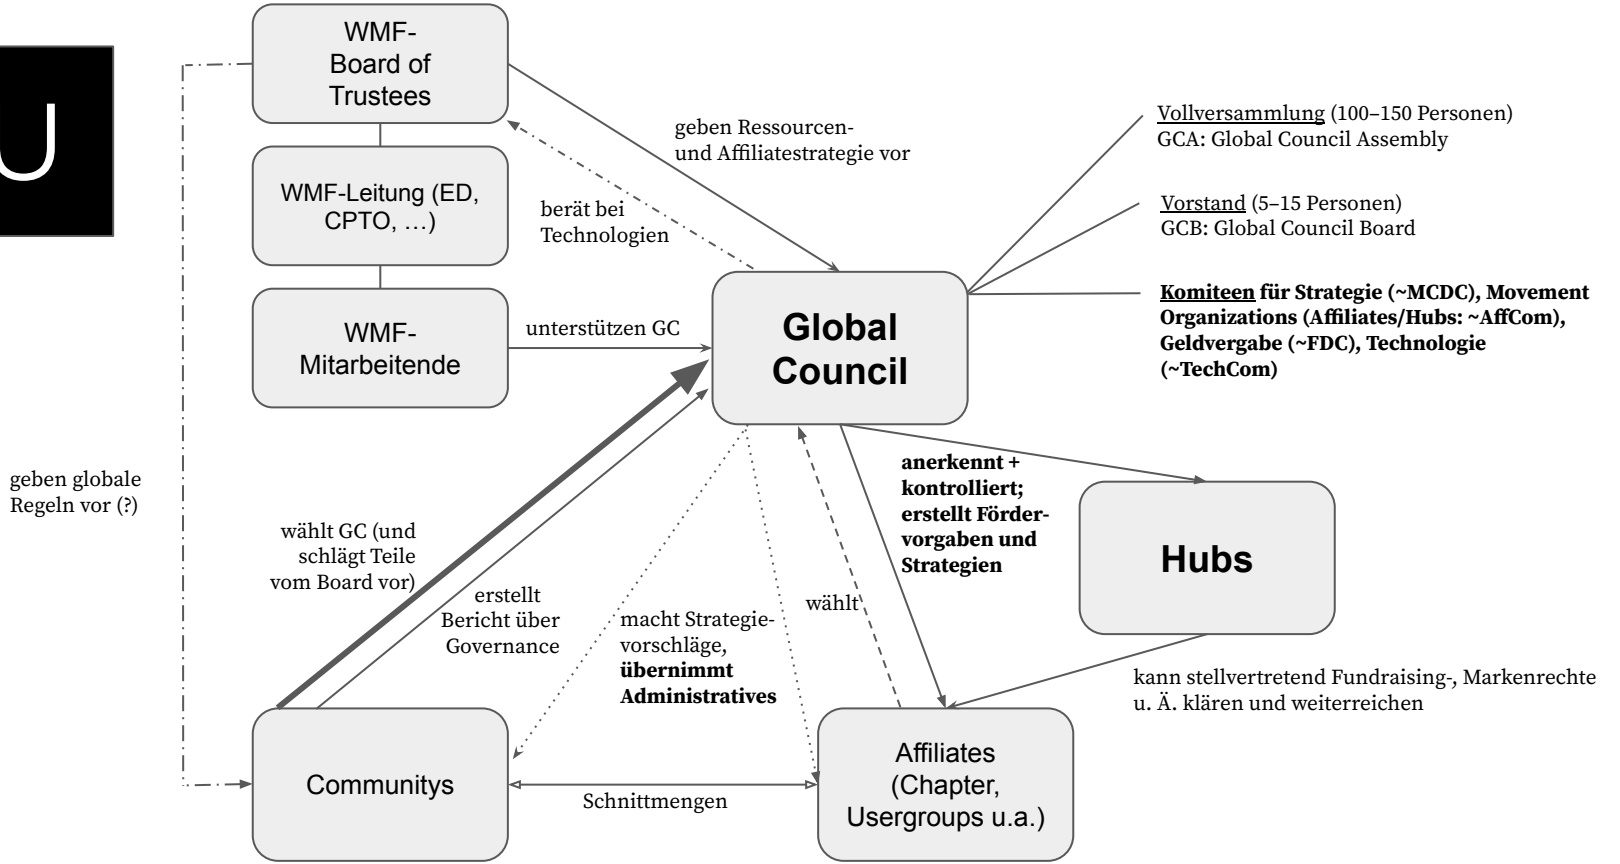 U
WMF-
Board of
Trustees
WMF-Leitung (ED,
CPTO, …)
WMF-
Mitarbeitende
geben Ressourcen-
und Affiliatestrategie vor
berät bei
Technologien
unterstützen GC
Global
Council
Vollversammlung (100–150 Personen)
GCA: Global Council Assembly
Vorstand (5–15 Personen)
GCB: Global Council Board
Komiteen für Strategie (~MCDC), Movement
Organizations (Affiliates/Hubs: ~AffCom),
Geldvergabe (~FDC), Technologie
(~TechCom)
geben globale
Regeln vor (?)
wählt GC (und
schlägt Teile
vom Board vor)
erstellt
Bericht über
Governance
macht Strategie-
vorschläge,
übernimmt
Administratives
wählt
anerkennt +
kontrolliert;
erstellt Förder-
vorgaben und
Strategien
Hubs
kann stellvertretend Fundraising-, Markenrechte
u. Ä. klären und weiterreichen
Communitys
Schnittmengen
Affiliates
(Chapter,
Usergroups u.a.)